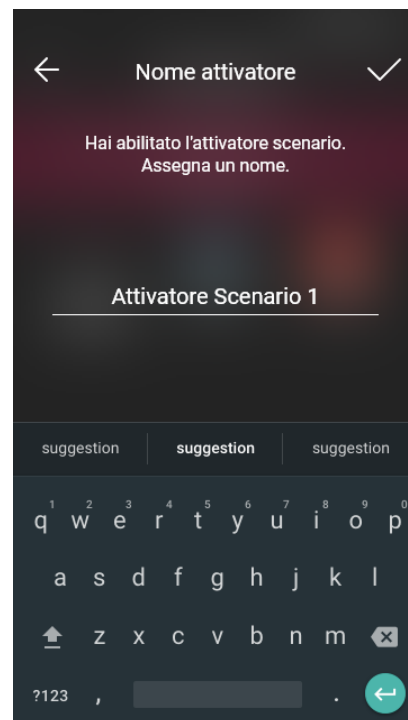 Nome attivatore
Hai abilitato l'attivatore scenario.
Assegna un nome.
Attivatore Scenario 1
suggestion suggestion suggestion
1 2 3 4 5 6 7 8 9 0
q w e r t y u i o p
a s d f g h j k l
z x c v b n m
?123 , .